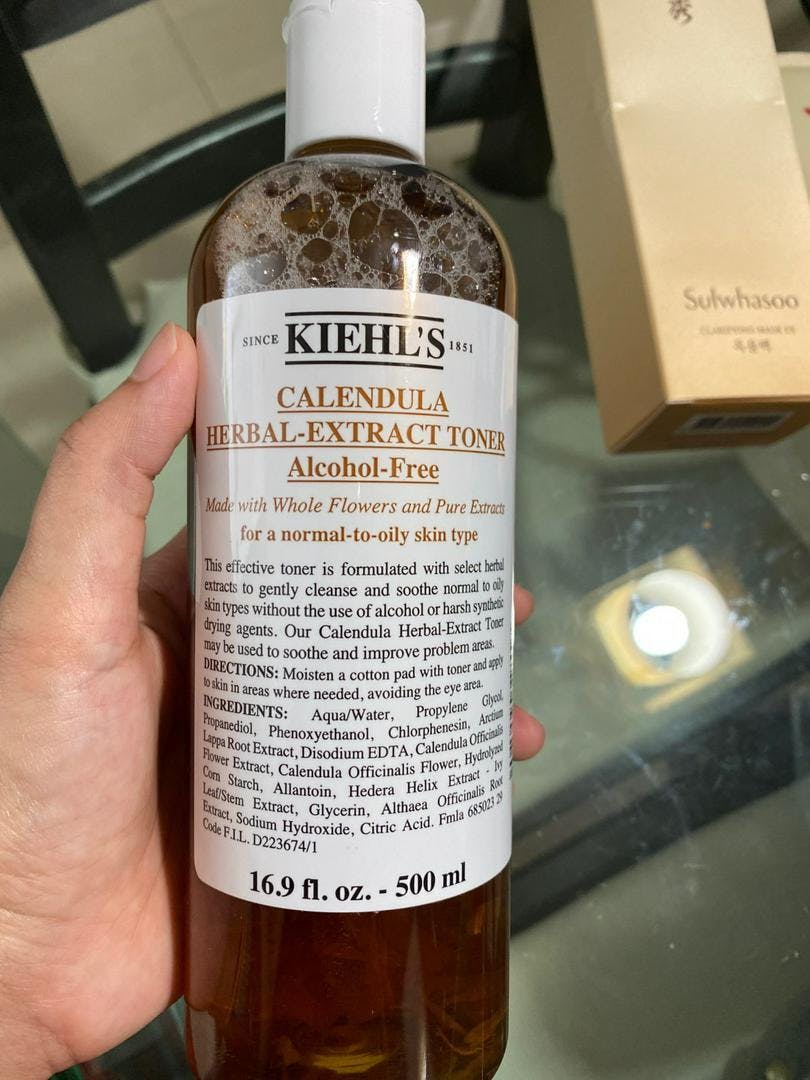 SINCE KIEHL'S 1851
CALENDULA
HERBAL-EXTRACT TONER
Alcohol-Free
Made with Whole Flowers and Pure Extracts
for a normal-to-oily skin type
This effective toner is formulated with select herbal
extracts to gently cleanse and soothe normal to oily
skin types without the use of alcohol or harsh synthetic
drying agents. Our Calendula Herbal-Extract Toner
may be used to soothe and improve problem areas.
DIRECTIONS: Moisten a cotton pad with toner and apply
to skin in areas where needed, avoiding the eye area.
INGREDIENTS: Aqua/Water, Propylene Glycol,
Propanediol, Phenoxyethanol, Chlorphenesin, Arctium
Lappa Root Extract, Disodium EDTA, Calendula Officinalis
Flower Extract, Calendula Officinalis Flower, Hydrolyzed
Corn Starch, Allantoin, Hedera Helix Extract - Ivy
Leaf/Stem Extract, Glycerin, Althaea Officinalis Root
Extract, Sodium Hydroxide, Citric Acid. Fmla 685023 29
Code F.I.L. D223674/1
16.9 fl. oz. - 500 ml
秀
Sulwhasoo
CLARIFYING MASK EX
옥용팩